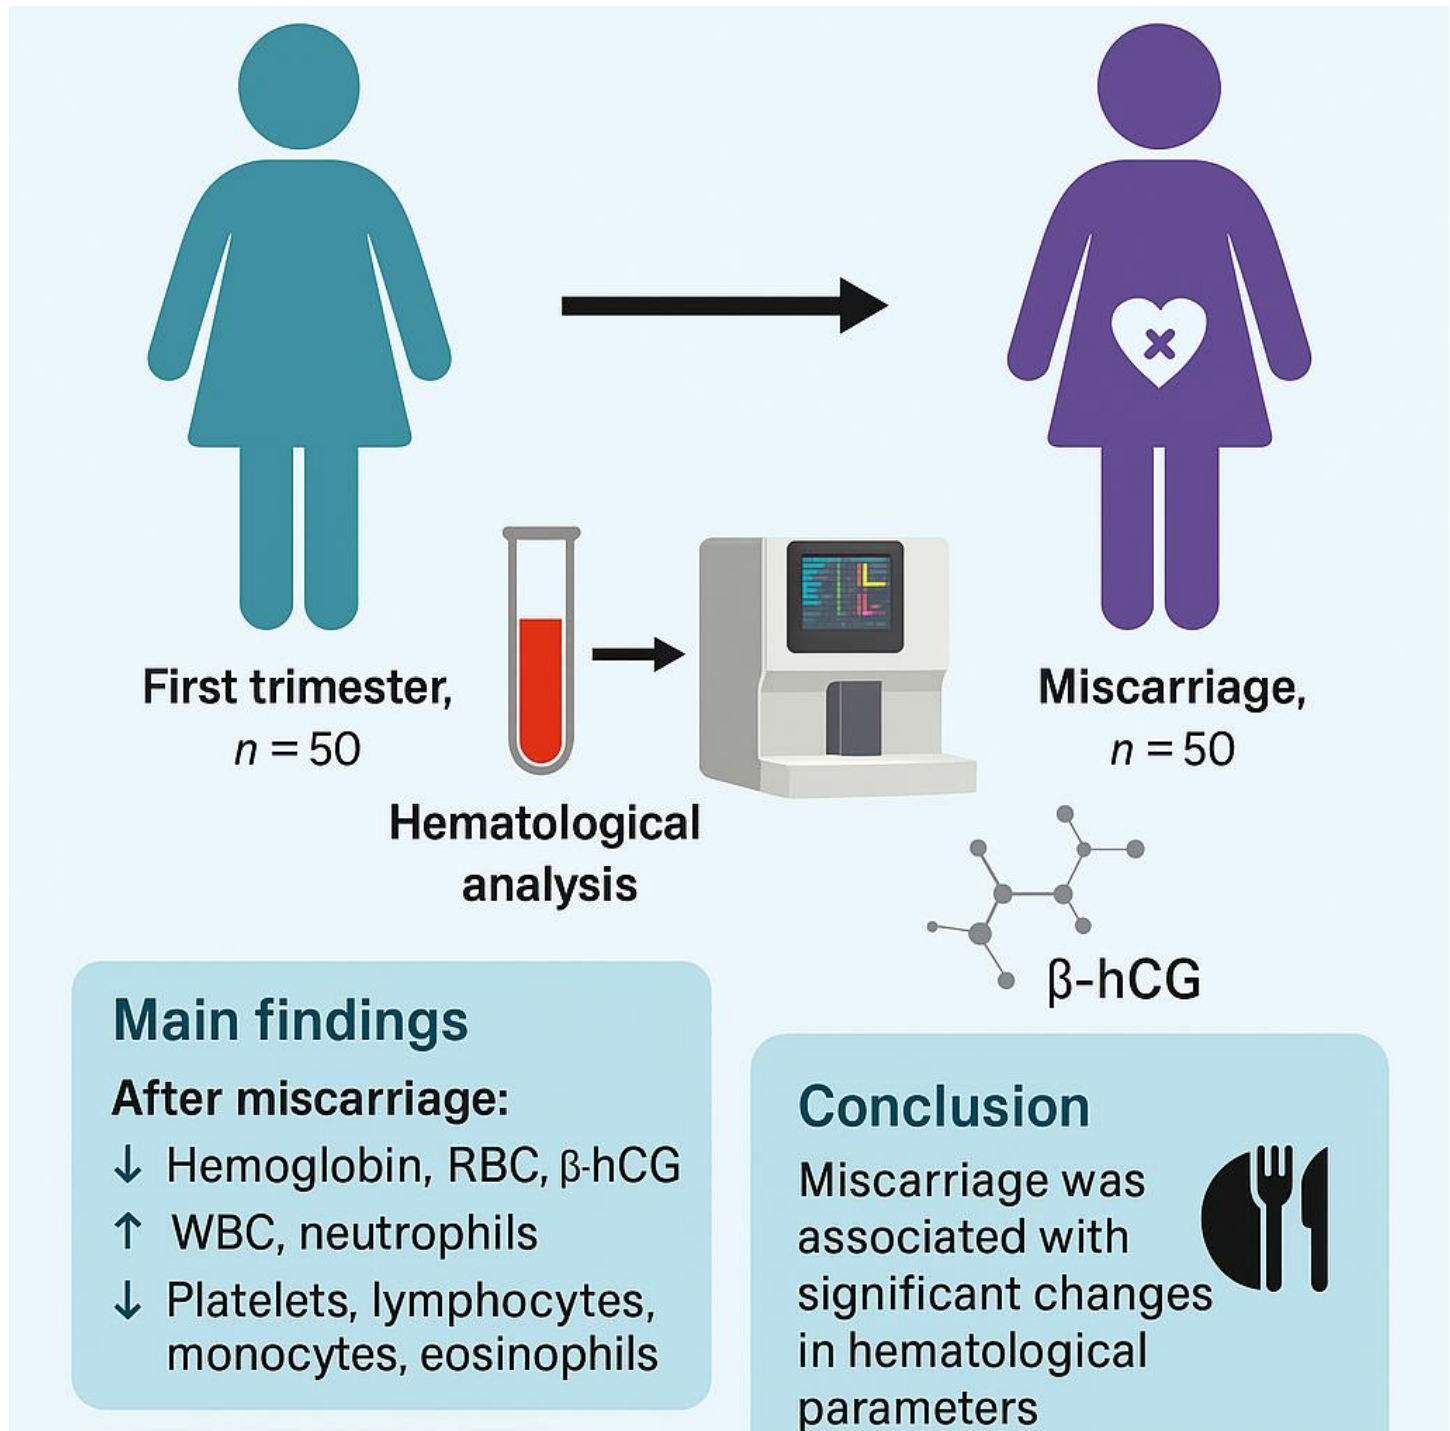 First trimester,
n = 50
Miscarriage,
n = 50
Hematological
analysis
β-hCG
Main findings
After miscarriage:
↓ Hemoglobin, RBC, β-hCG
↑ WBC, neutrophils
↓ Platelets, lymphocytes,
monocytes, eosinophils
Conclusion
Miscarriage was
associated with
significant changes
in hematological
parameters